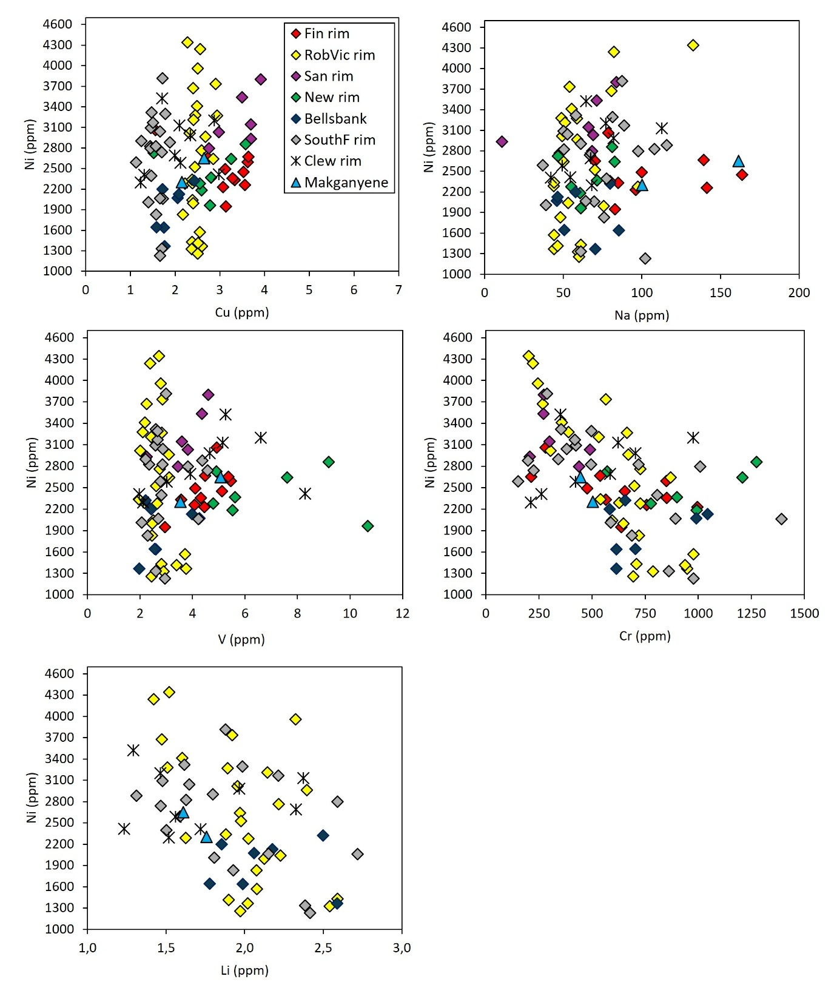 4600
4300
4000
3700
3400
3100
2800
2500
2200
1900
1600
1300
1000
Ni (ppm)
0 1 2 3 4 5 6 7
Cu (ppm)
Fin rim
RobVic rim
San rim
New rim
Bellsbank
SouthF rim
Clew rim
Makganyene
4600
4300
4000
3700
3400
3100
2800
2500
2200
1900
1600
1300
1000
Ni (ppm)
0 50 100 150 200
Na (ppm)
4600
4300
4000
3700
3400
3100
2800
2500
2200
1900
1600
1300
1000
Ni (ppm)
0 2 4 6 8 10 12
V (ppm)
4600
4300
4000
3700
3400
3100
2800
2500
2200
1900
1600
1300
1000
Ni (ppm)
0 250 500 750 1000 1250 1500
Cr (ppm)
4600
4300
4000
3700
3400
3100
2800
2500
2200
1900
1600
1300
1000
Ni (ppm)
1,0 1,5 2,0 2,5 3,0
Li (ppm)